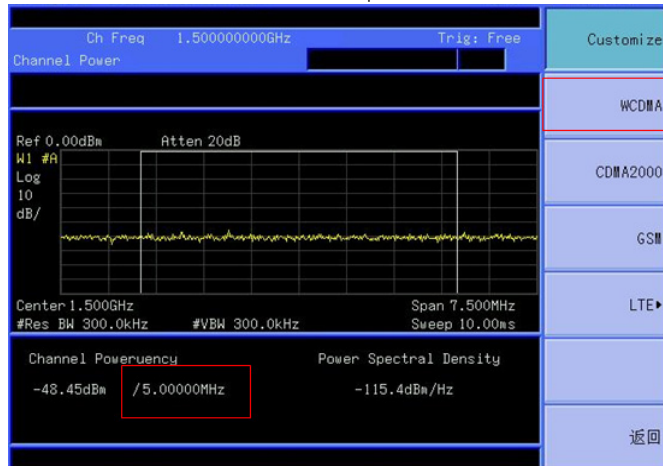 Ch Freq 1.500000000GHz Trig: Free
Channel Power
Ref 0.00dBm Atten 20dB
W1 #A
Log
10
dB/
Center 1.500GHz Span 7.500MHz
#Res BW 300.0kHz #VBW 300.0kHz Sweep 10.00ms
Channel Poweruency Power Spectral Density
-48.45dBm /5.00000MHz -115.4dBm/Hz
Customize
WCDMA
CDMA2000
GSM
LTE▸
返回